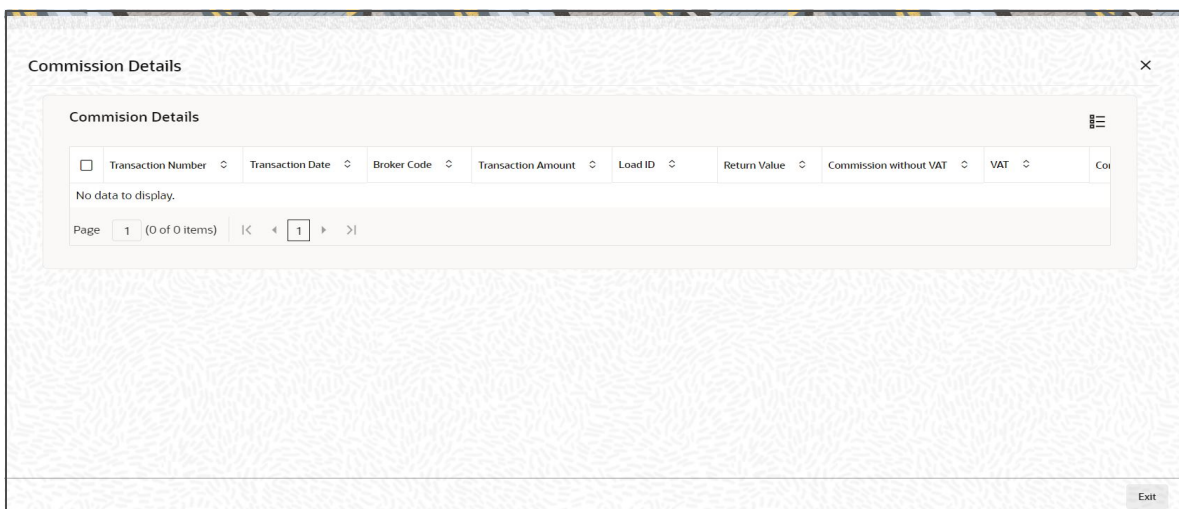 Commission Details
Commision Details
Transaction Number Transaction Date Broker Code Transaction Amount Load ID Return Value Commission without VAT VAT
No data to display.
Page 1 (0 of 0 items) 1
Exit